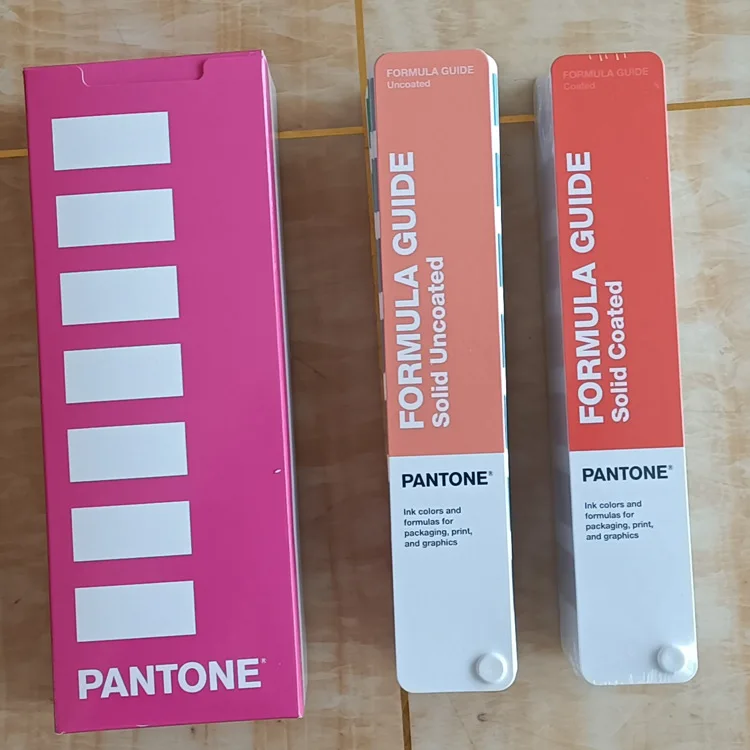 PANTONE®
FORMULA GUIDE
Uncoated
FORMULA GUIDE
Solid Uncoated
PANTONE®
Ink colors and
formulas for
packaging, print,
and graphics
FORMULA GUIDE
Coated
FORMULA GUIDE
Solid Coated
PANTONE®
Ink colors and
formulas for
packaging, print,
and graphics